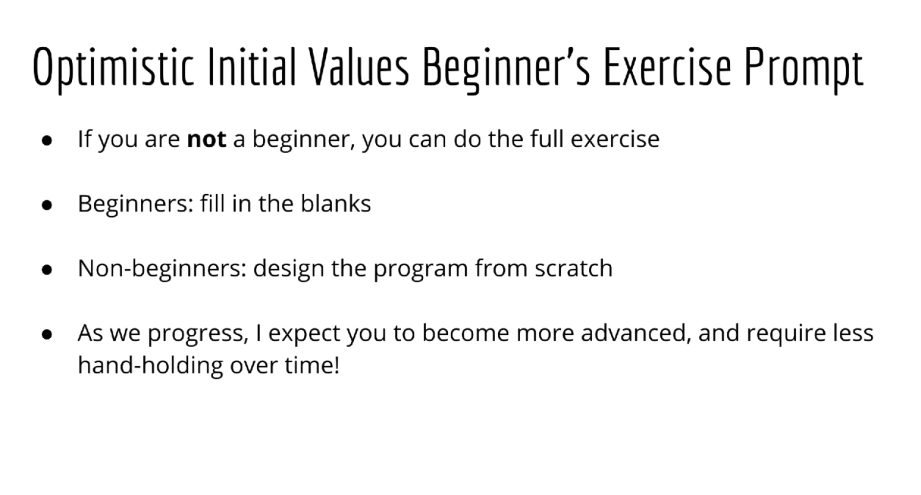 Optimistic Initial Values Beginner's Exercise Prompt
● If you are not a beginner, you can do the full exercise
● Beginners: fill in the blanks
● Non-beginners: design the program from scratch
● As we progress, I expect you to become more advanced, and require less
hand-holding over time!